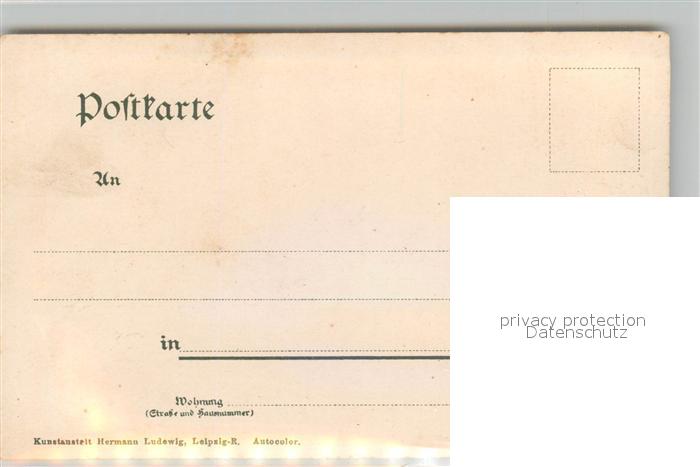 Postkarte
An
in
Wohnung
(Straße und Hausnummer)
privacy protection
Datenschutz
Kunstanstalt Hermann Ludewig, Leipzig-R. Autocolor.